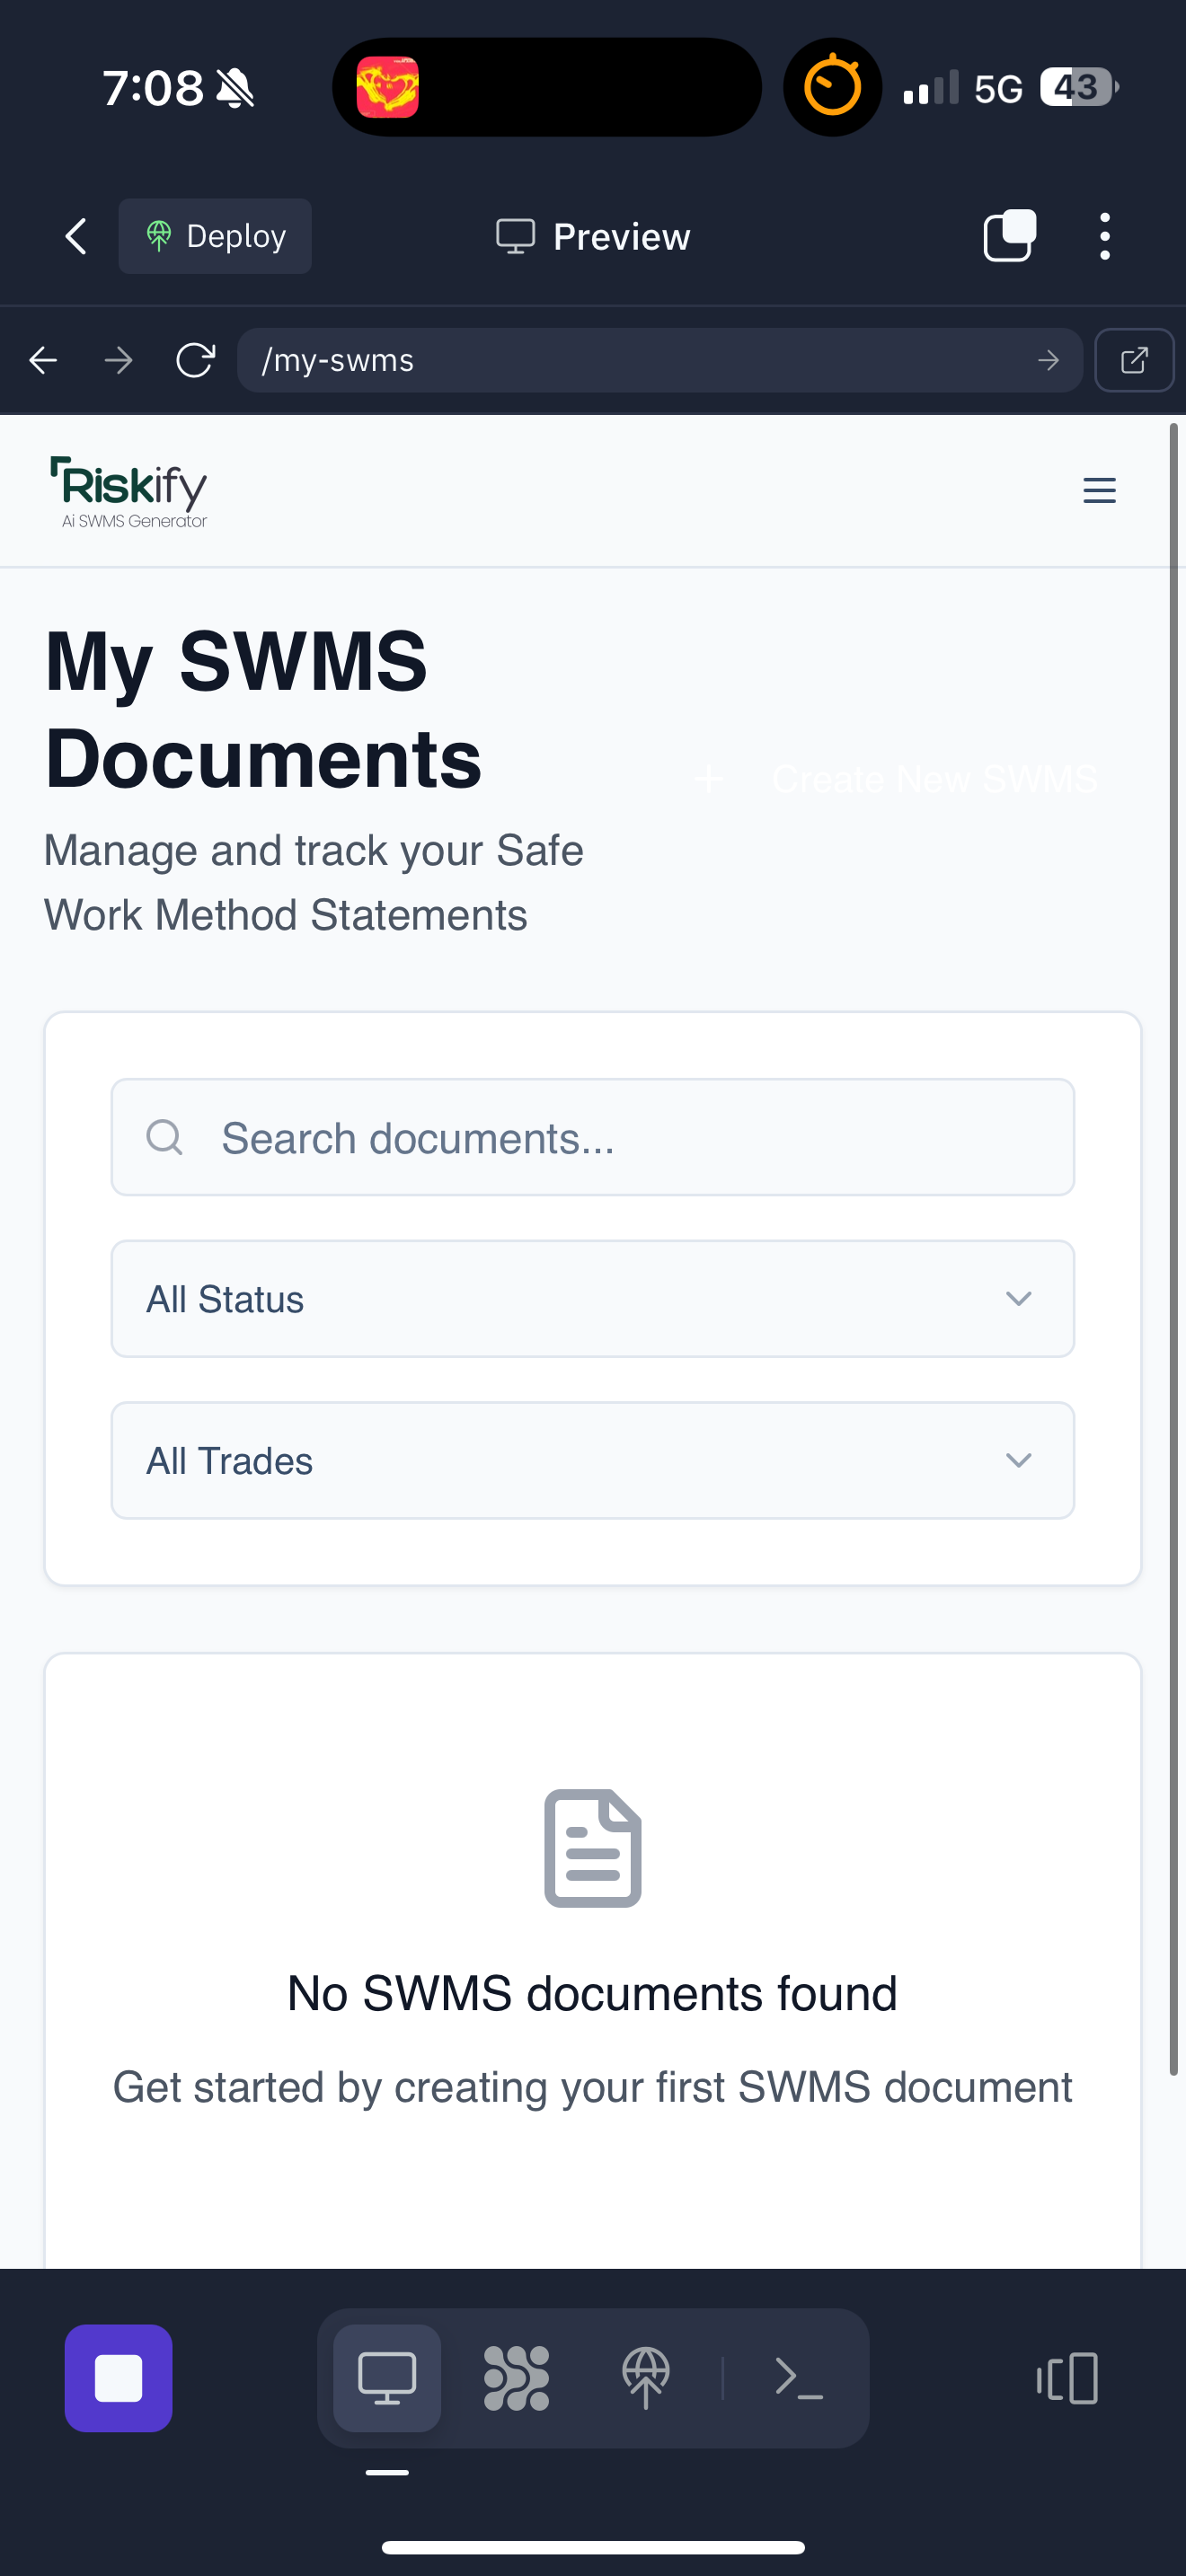 7:08
5G
43
Deploy
Preview
/my-swms
Riskify
Ai SWMS Generator
My SWMS
Documents
Create New SWMS
Manage and track your Safe
Work Method Statements
Search documents...
All Status
All Trades
No SWMS documents found
Get started by creating your first SWMS document